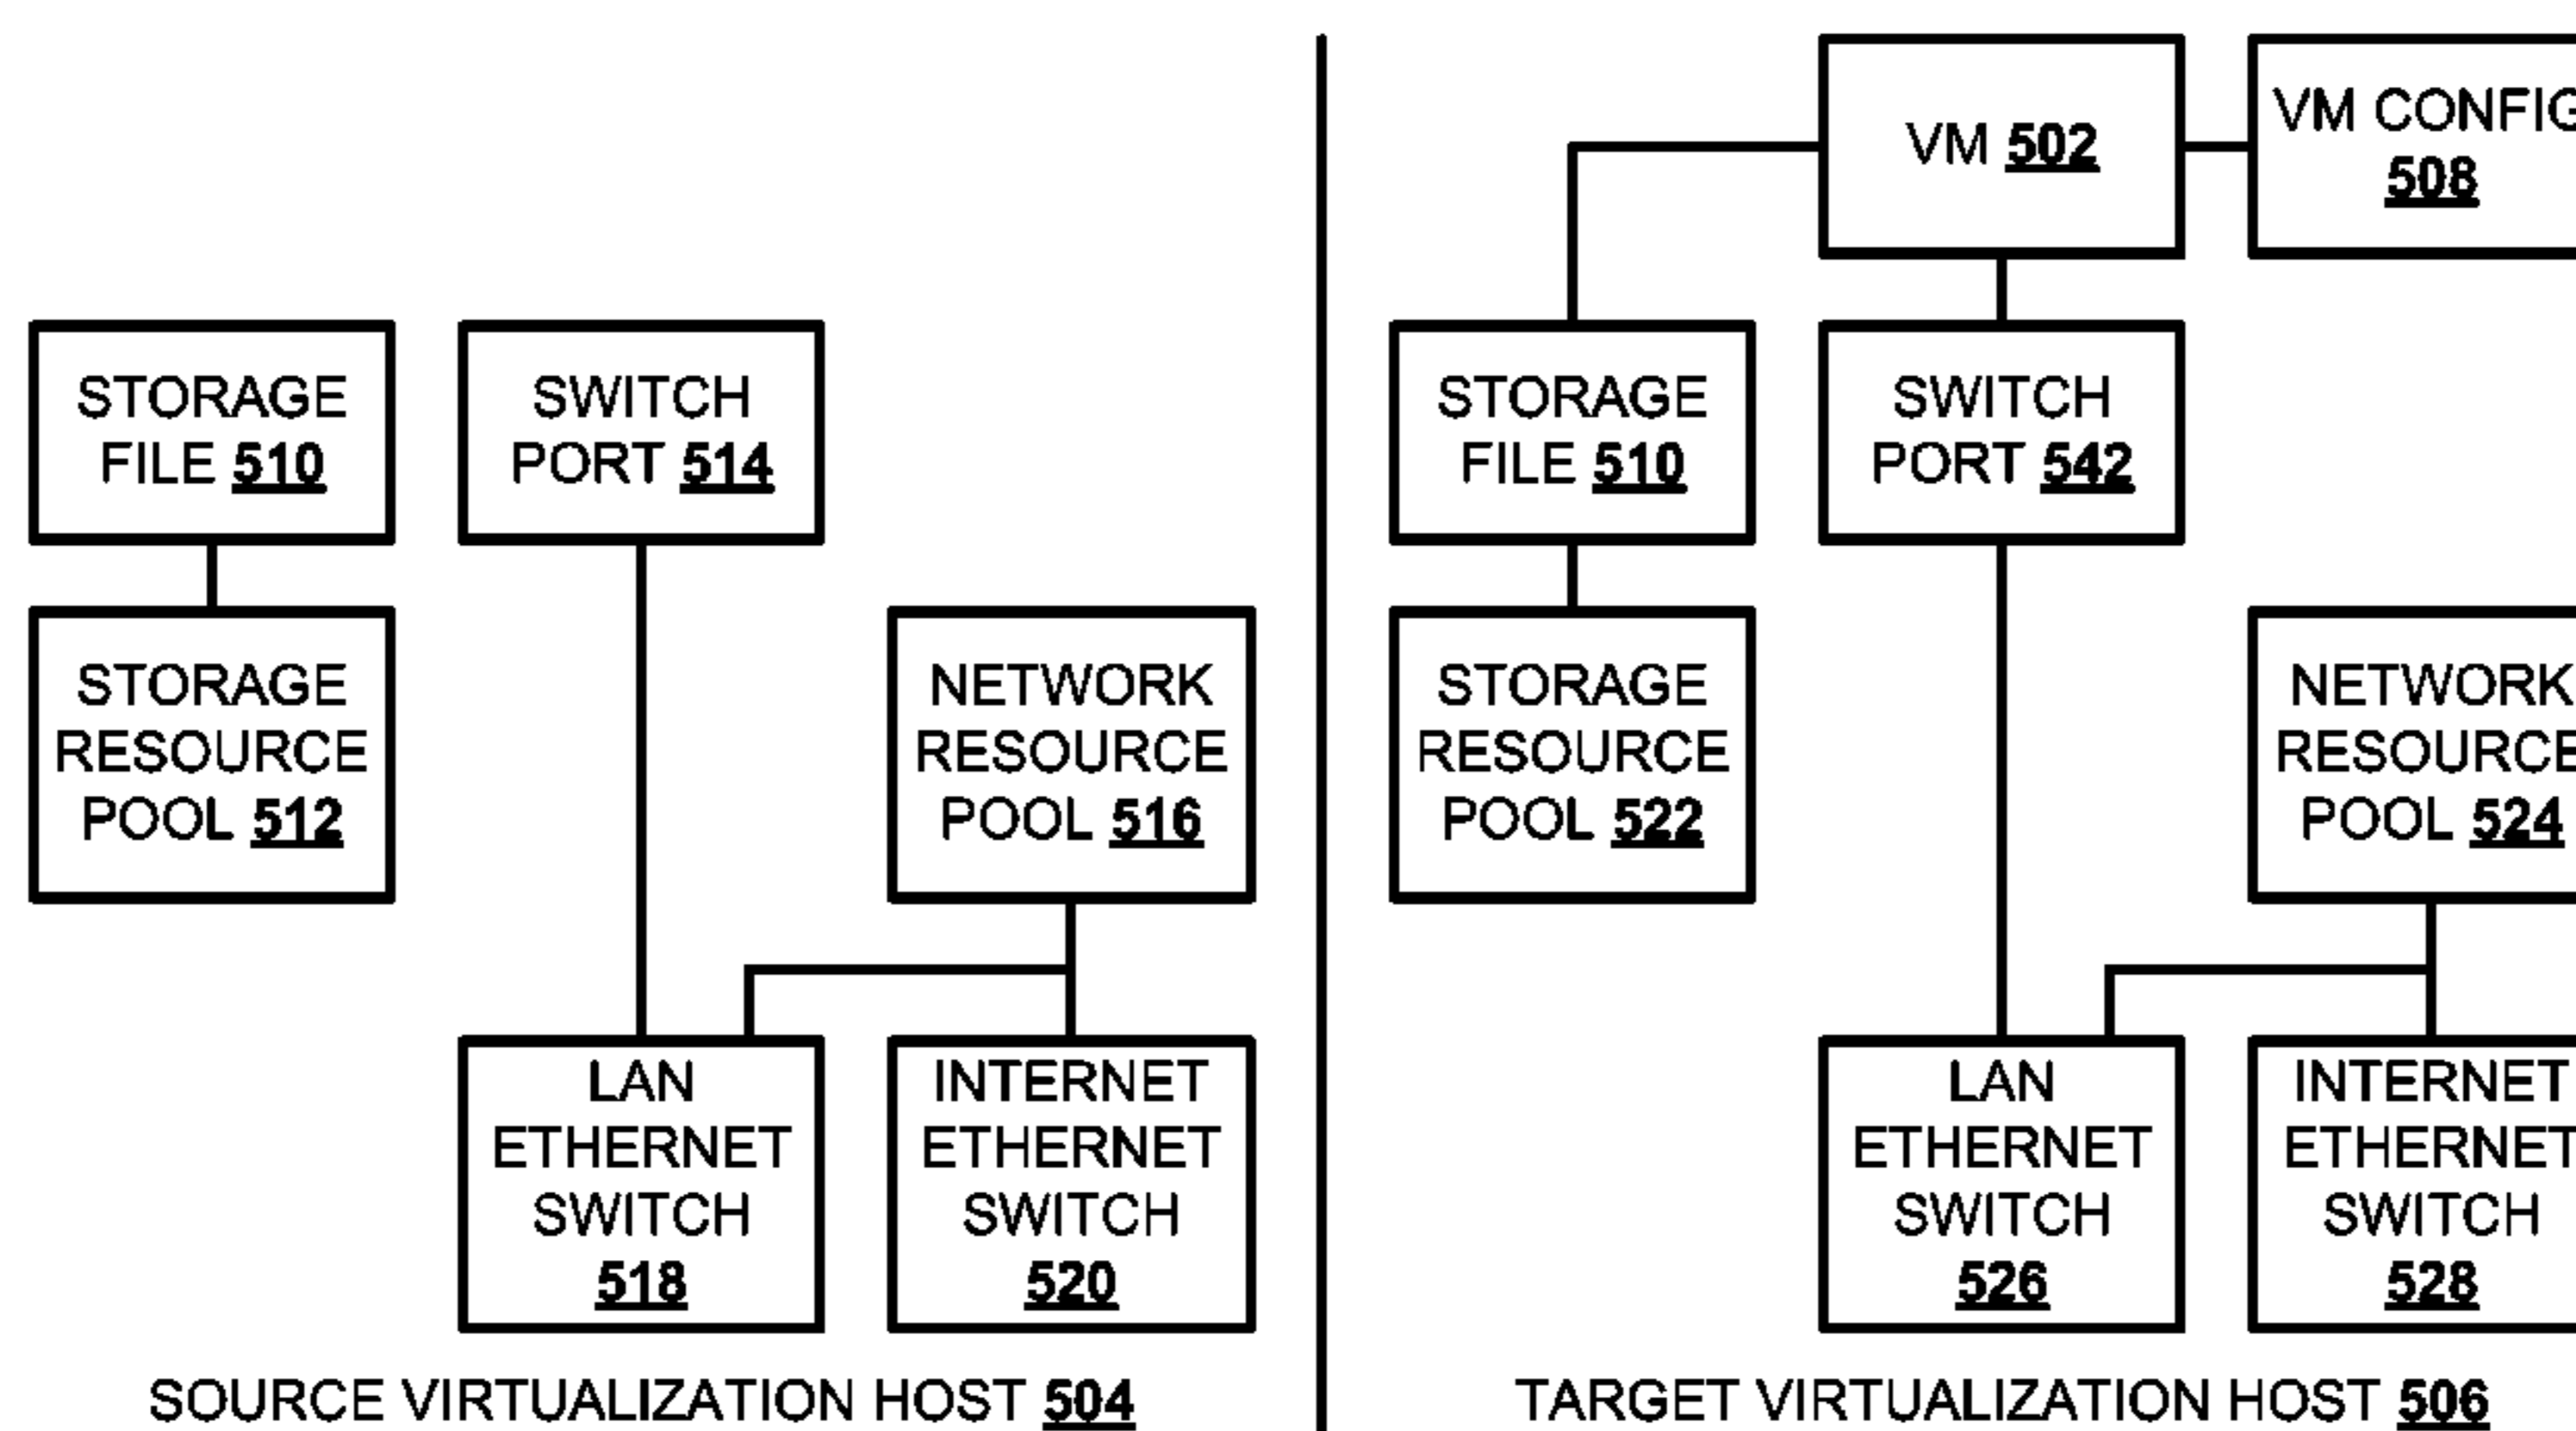 VM 502
VM CONFIG
508
STORAGE
FILE 510
SWITCH
PORT 514
STORAGE
FILE 510
SWITCH
PORT 542
STORAGE
RESOURCE
POOL 512
NETWORK
RESOURCE
POOL 516
STORAGE
RESOURCE
POOL 522
NETWORK
RESOURCE
POOL 524
LAN
ETHERNET
SWITCH
518
INTERNET
ETHERNET
SWITCH
520
LAN
ETHERNET
SWITCH
526
INTERNET
ETHERNET
SWITCH
528
SOURCE VIRTUALIZATION HOST 504
TARGET VIRTUALIZATION HOST 506